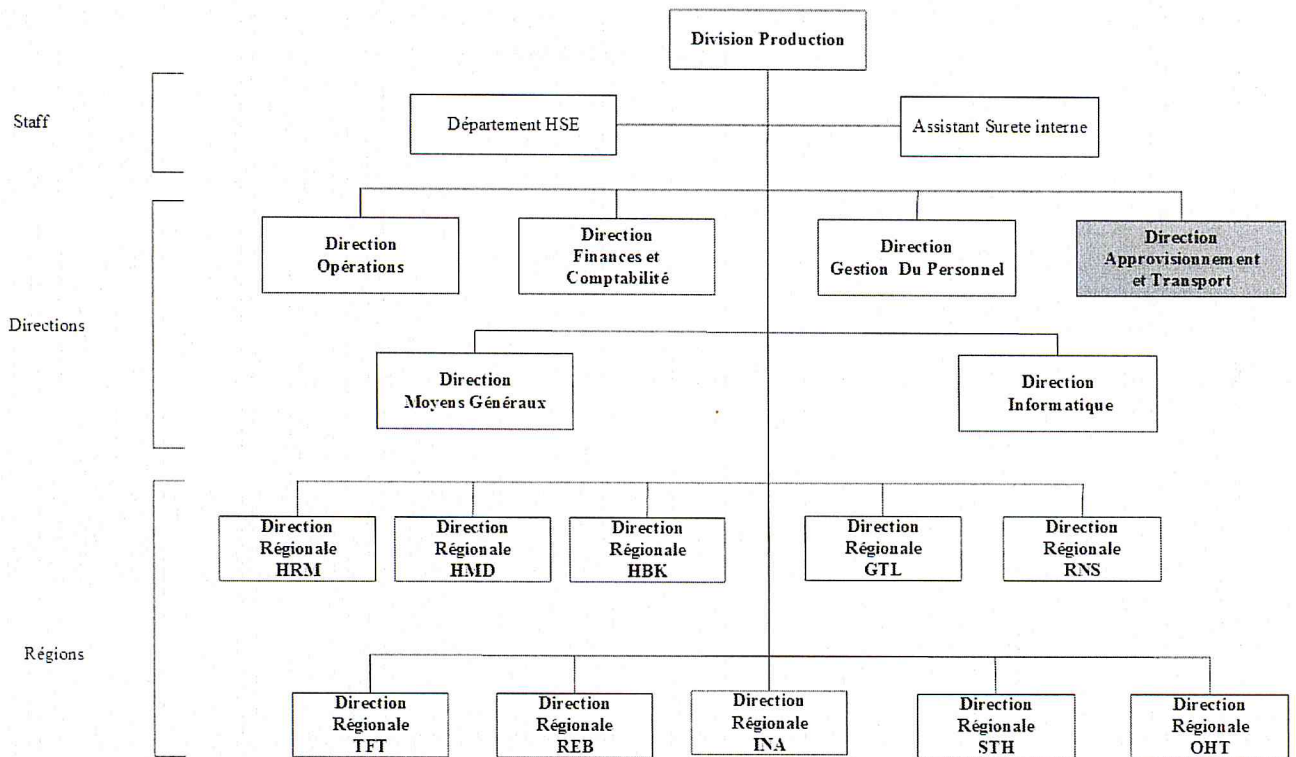 Division Production
Staff
Département HSE
Assistant Surete interne
Directions
Direction
Opérations
Direction
Finances et
Comptabilité
Direction
Gestion Du Personnel
Direction
Approvisionnement
et Transport
Direction
Moyens Généraux
Direction
Informatique
Régions
Direction
Régionale
HRM
Direction
Régionale
HMD
Direction
Régionale
HBK
Direction
Régionale
GTL
Direction
Régionale
RNS
Direction
Régionale
TFT
Direction
Régionale
REB
Direction
Régionale
INA
Direction
Régionale
STH
Direction
Régionale
OHT